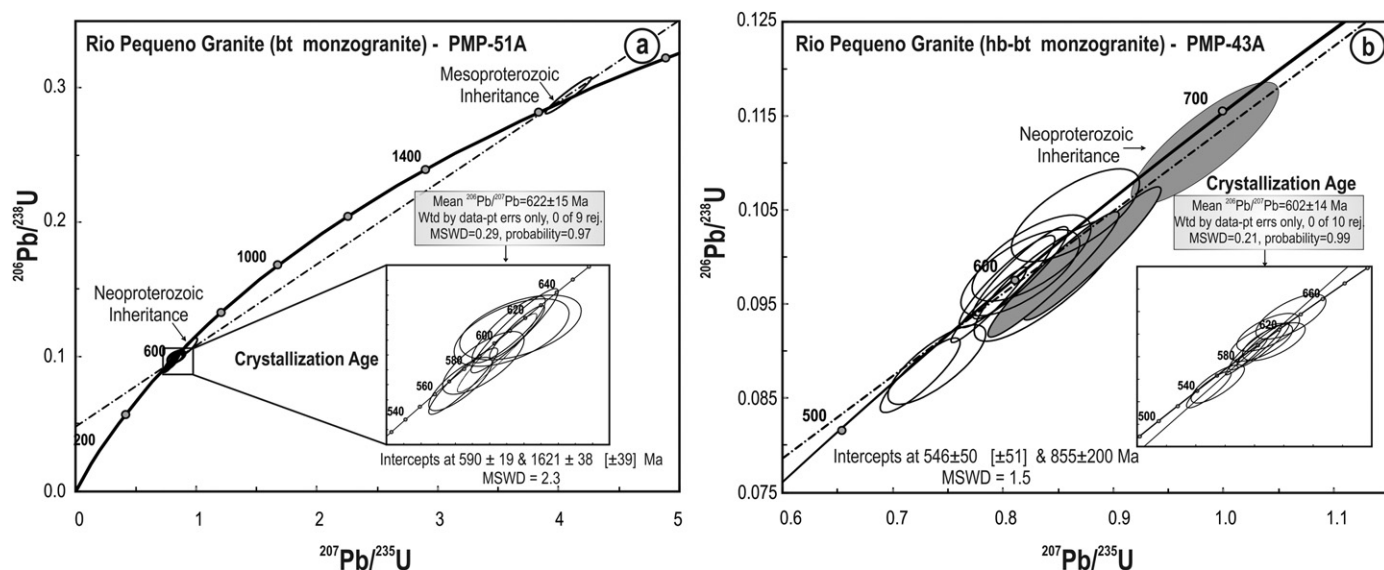 Rio Pequeno Granite (bt monzogranite) - PMP-51A
a
Mesoproterozoic
Inheritance
1400
1000
Neoproterozoic
Inheritance
600
200
Mean ²⁰⁶Pb/²⁰⁷Pb=622±15 Ma
Wtd by data-pt errs only, 0 of 9 rej.
MSWD=0.29, probability=0.97
Crystallization Age
640
620
600
580
560
540
Intercepts at 590 ± 19 & 1621 ± 38 [±39] Ma
MSWD = 2.3
0.3
0.2
0.1
0.0
²⁰⁶Pb/²³⁸U
0 1 2 3 4 5
²⁰⁷Pb/²³⁵U
Rio Pequeno Granite (hb-bt monzogranite) - PMP-43A
b
700
Neoproterozoic
Inheritance
600
500
Crystallization Age
Mean ²⁰⁶Pb/²⁰⁷Pb=602±14 Ma
Wtd by data-pt errs only, 0 of 10 rej.
MSWD=0.21, probability=0.99
660
620
580
540
500
Intercepts at 546±50 [±51] & 855±200 Ma
MSWD = 1.5
0.125
0.115
0.105
0.095
0.085
0.075
²⁰⁶Pb/²³⁸U
0.6 0.7 0.8 0.9 1.0 1.1
²⁰⁷Pb/²³⁵U